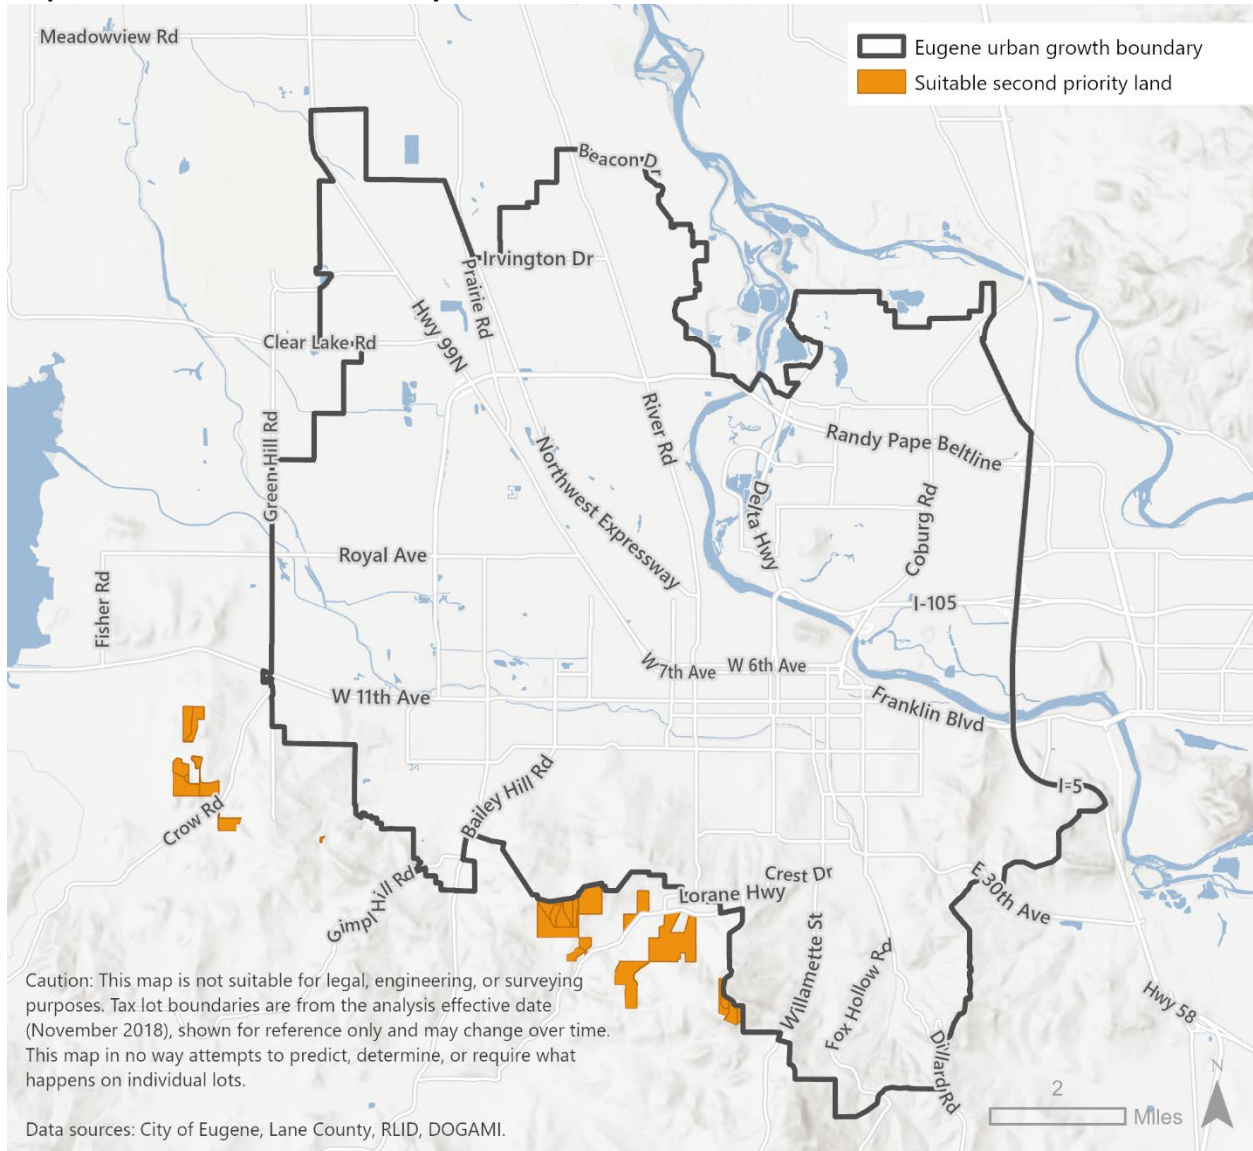 Meadowview Rd
Eugene urban growth boundary
Suitable second priority land
Beacon Dr
Irvington Dr
Prairie Rd
Hwy 99N
Clear Lake Rd
Green Hill Rd
River Rd
Randy Pape Beltline
Northwest Expressway
Delta Hwy
Coburg Rd
Royal Ave
Fisher Rd
I-105
W 7th Ave
W 6th Ave
W 11th Ave
Franklin Blvd
I-5
Bailey Hill Rd
Crow Rd
Crest Dr
E 30th Ave
Lorane Hwy
Gimpl Hill Rd
Willamette St
Fox Hollow Rd
Hwy 58
Dillard Rd
Caution: This map is not suitable for legal, engineering, or surveying
purposes. Tax lot boundaries are from the analysis effective date
(November 2018), shown for reference only and may change over time.
This map in no way attempts to predict, determine, or require what
happens on individual lots.
Data sources: City of Eugene, Lane County, RLID, DOGAMI.
2
Miles
N